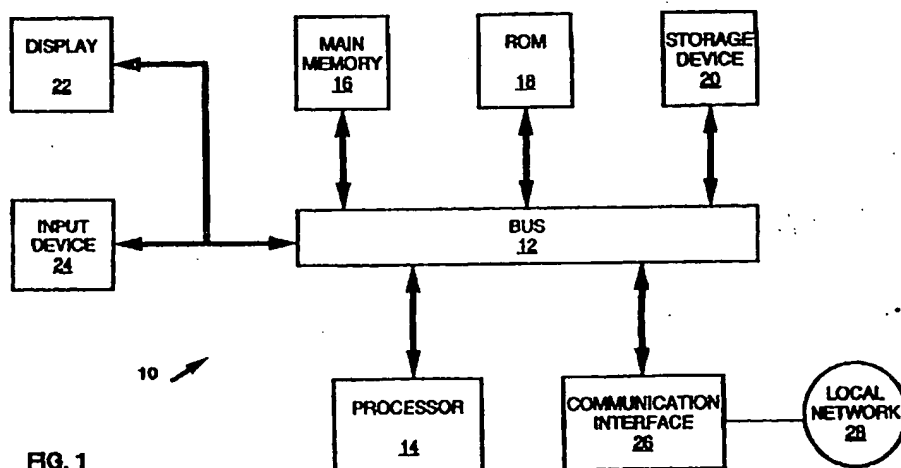 DISPLAY
22
MAIN
MEMORY
16
ROM
18
STORAGE
DEVICE
20
INPUT
DEVICE
24
BUS
12
10
PROCESSOR
14
COMMUNICATION
INTERFACE
26
LOCAL
NETWORK
28
FIG. 1